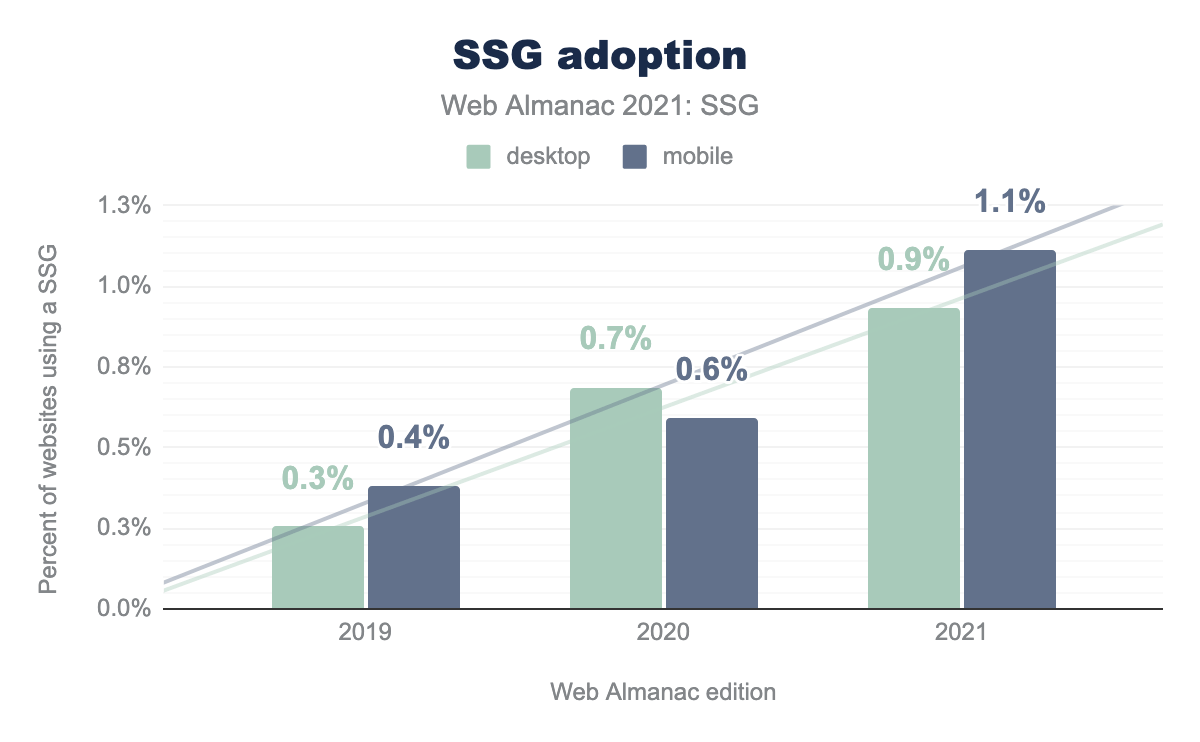 SSG adoption
Web Almanac 2021: SSG
desktop mobile
1.3%
1.0%
0.8%
0.5%
0.3%
0.0%
Percent of websites using a SSG
0.3%
0.4%
0.7%
0.6%
0.9%
1.1%
2019 2020 2021
Web Almanac edition